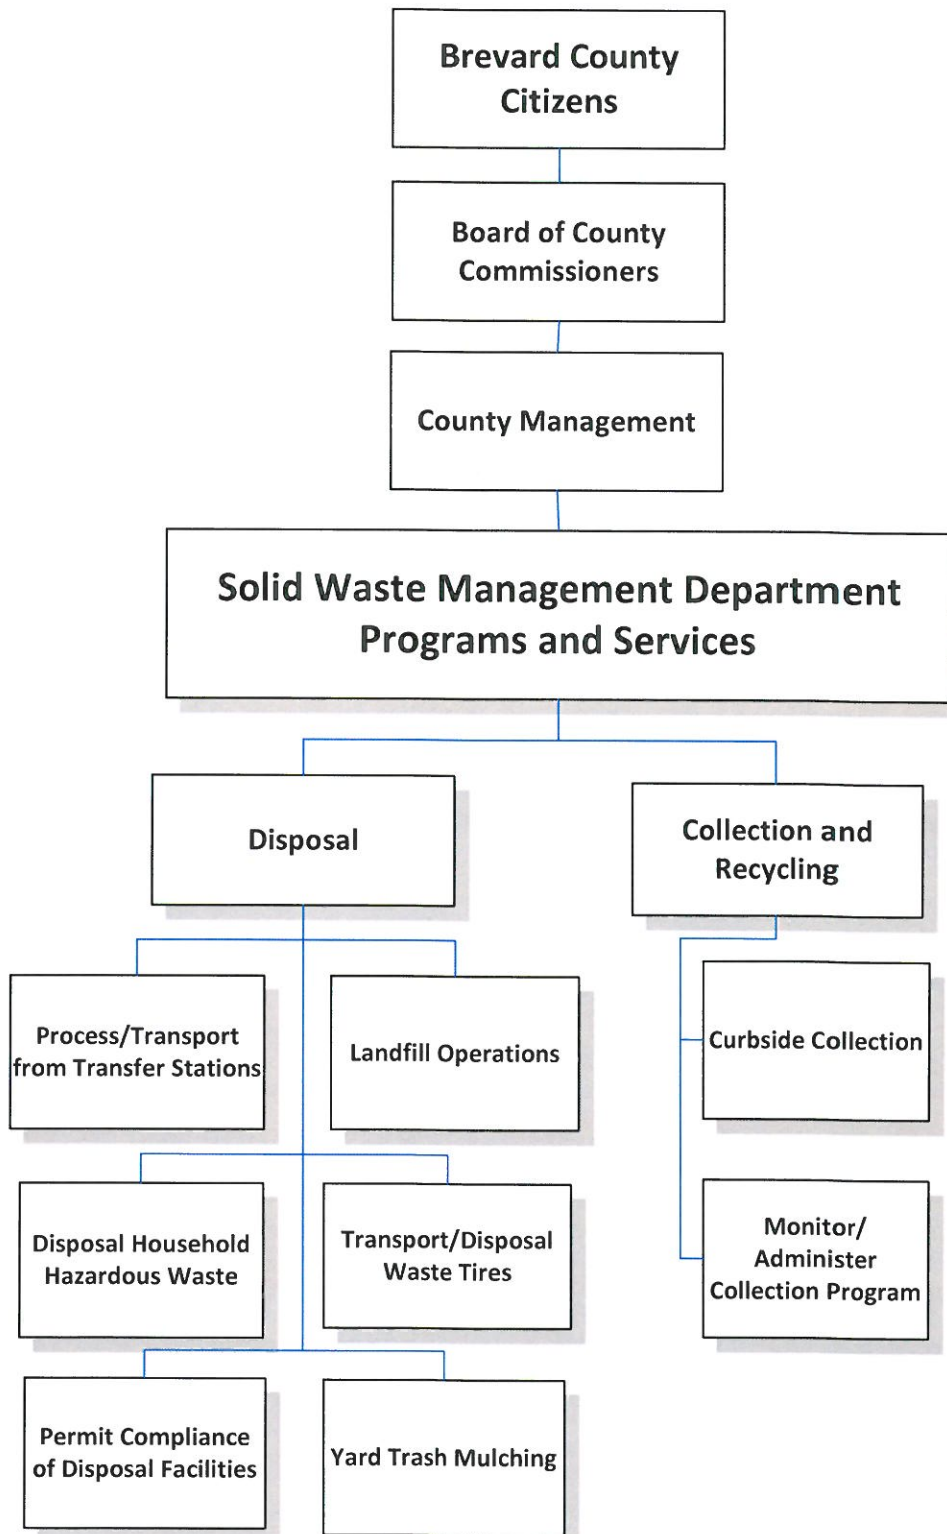 Brevard County
Citizens
Board of County
Commissioners
County Management
Solid Waste Management Department
Programs and Services
Disposal
Collection and
Recycling
Process/Transport
from Transfer Stations
Landfill Operations
Curbside Collection
Disposal Household
Hazardous Waste
Transport/Disposal
Waste Tires
Monitor/
Administer
Collection Program
Permit Compliance
of Disposal Facilities
Yard Trash Mulching